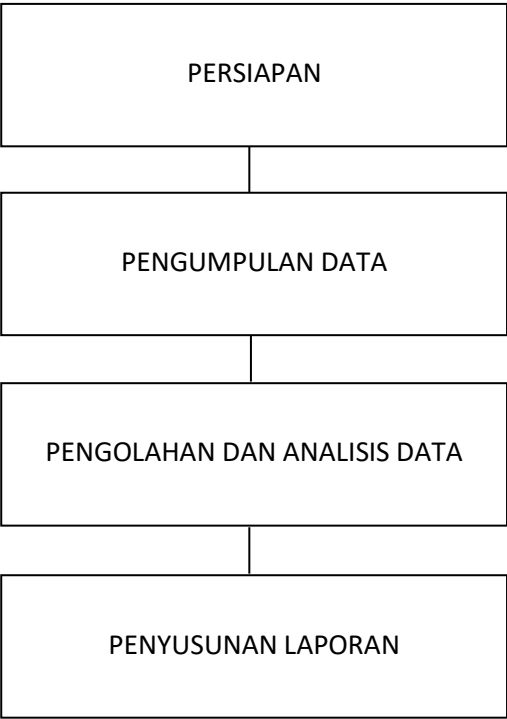 PERSIAPAN
PENGUMPULAN DATA
PENGOLAHAN DAN ANALISIS DATA
PENYUSUNAN LAPORAN